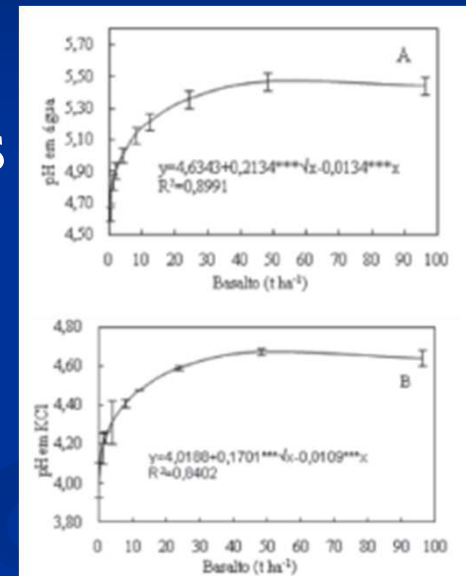 s
5,70
5,50
5,30
5,10
4,90
4,70
4,50
pH em água
A
y=4,6343+0,2134***√x-0,0134***x
R²=0,8991
0 10 20 30 40 50 60 70 80 90 100
Basalto (t ha⁻¹)
4,80
4,60
4,40
4,20
4,00
3,80
pH em KCl
B
y=4,0188+0,1701***√x-0,0109***x
R²=0,8402
0 10 20 30 40 50 60 70 80 90 100
Basalto (t ha⁻¹)